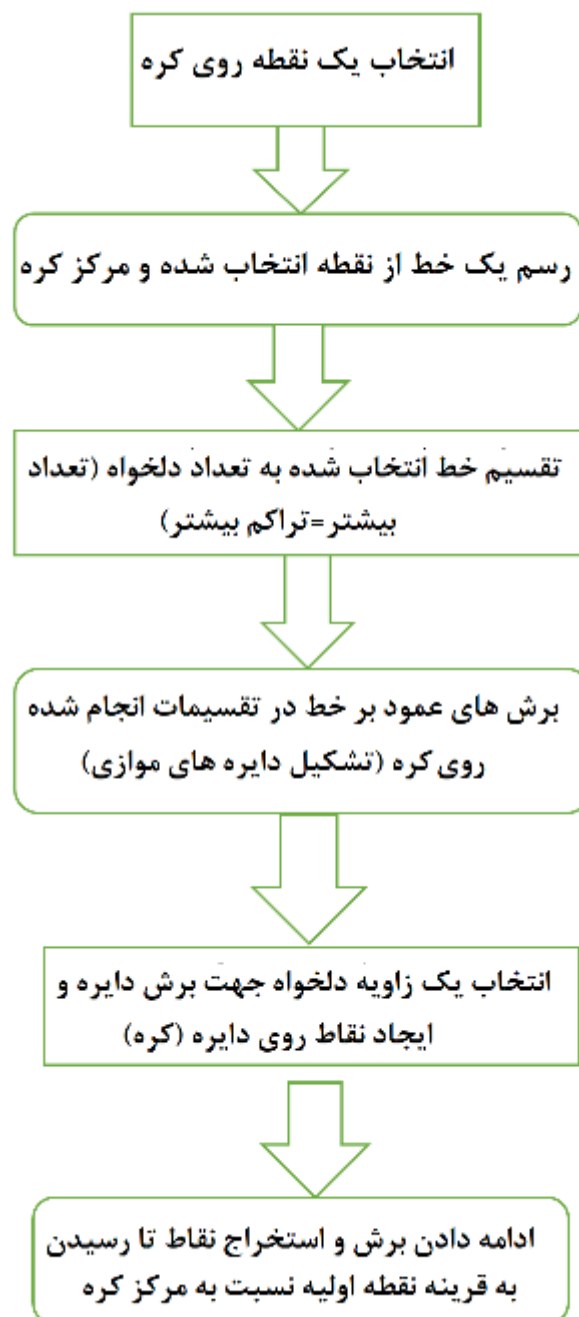 انتخاب یک نقطه روی کره
رسم یک خط از نقطه انتخاب شده و مرکز کره
تقسیم خط انتخاب شده به تعداد دلخواه (تعداد
بیشتر=تراکم بیشتر)
برش های عمود بر خط در تقسیمات انجام شده
روی کره (تشکیل دایره های موازی)
انتخاب یک زاویه دلخواه جهت برش دایره و
ایجاد نقاط روی دایره (کره)
ادامه دادن برش و استخراج نقاط تا رسیدن
به قرینه نقطه اولیه نسبت به مرکز کره